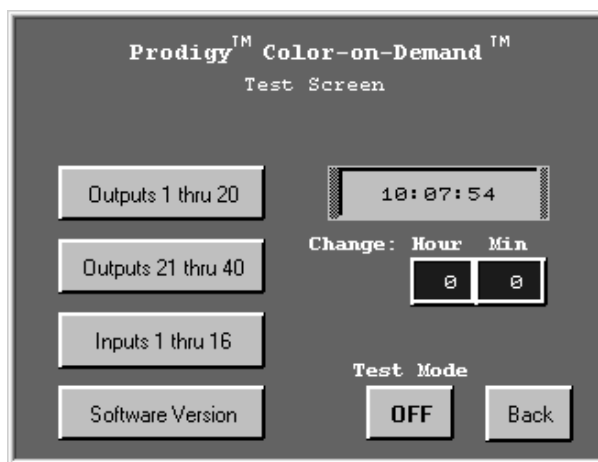 Prodigy™ Color-on-Demand™
Test Screen
Outputs 1 thru 20
10:07:54
Change: Hour Min
Outputs 21 thru 40
0 0
Inputs 1 thru 16
Test Mode
Software Version
OFF
Back